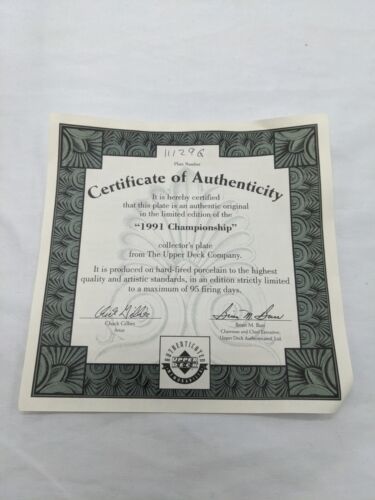 11129G
Plate Number
Certificate of Authenticity
It is hereby certified
that this plate is an authentic original
in the limited edition of the
"1991 Championship"
collector's plate
from The Upper Deck Company.
It is produced on hard-fired porcelain to the highest
quality and artistic standards, in an edition strictly limited
to a maximum of 95 firing days.
Chuck Gillies
Artist
Brian M. Burr
Chairman and Chief Executive,
Upper Deck Authenticated, Ltd.
UPPER
DECK
AUTHENTICATED